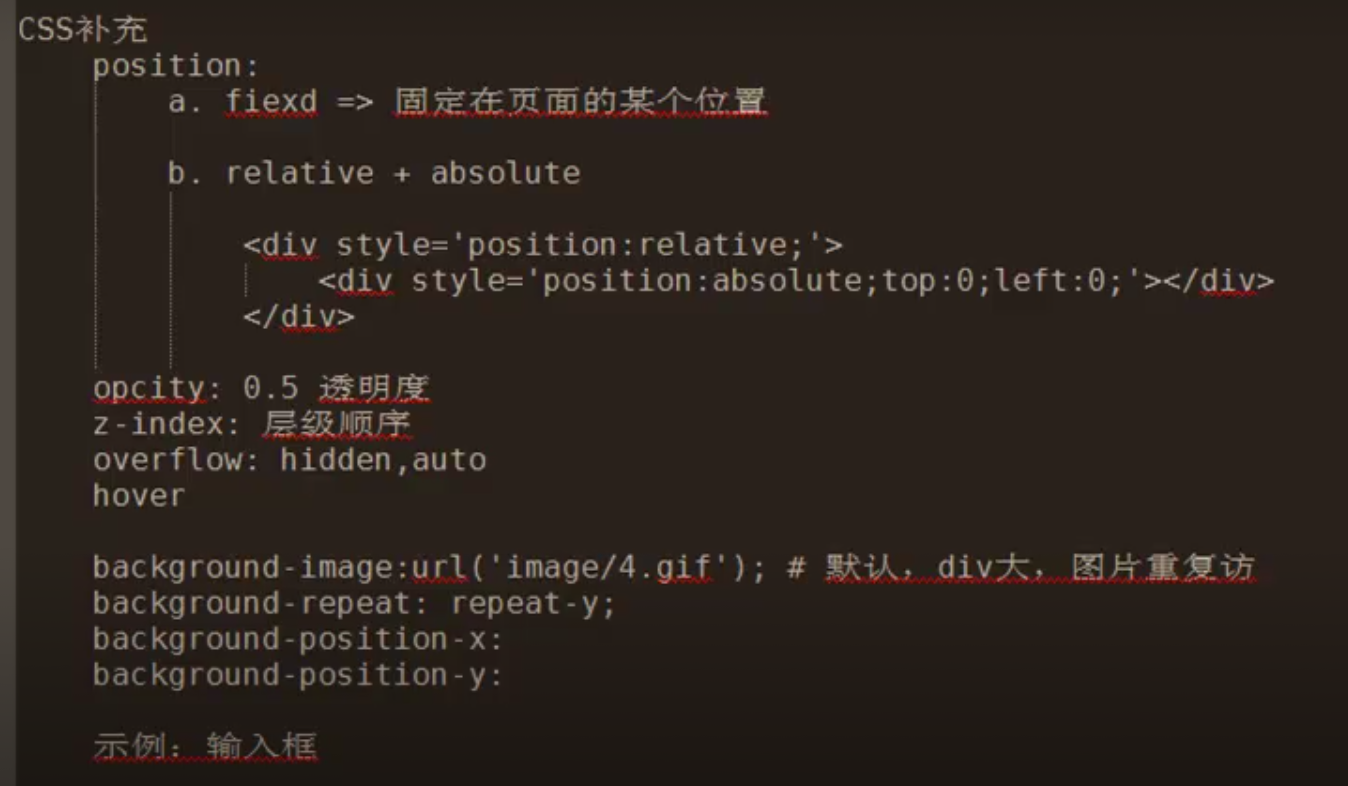 CSS补充
position:
a. fiexd => 固定在页面的某个位置
b. relative + absolute
<div style='position:relative;'>
<div style='position:absolute;top:0;left:0;'></div>
</div>
opcity: 0.5 透明度
z-index: 层级顺序
overflow: hidden,auto
hover
background-image:url('image/4.gif'); # 默认，div大，图片重复访
background-repeat: repeat-y;
background-position-x:
background-position-y:
示例：输入框